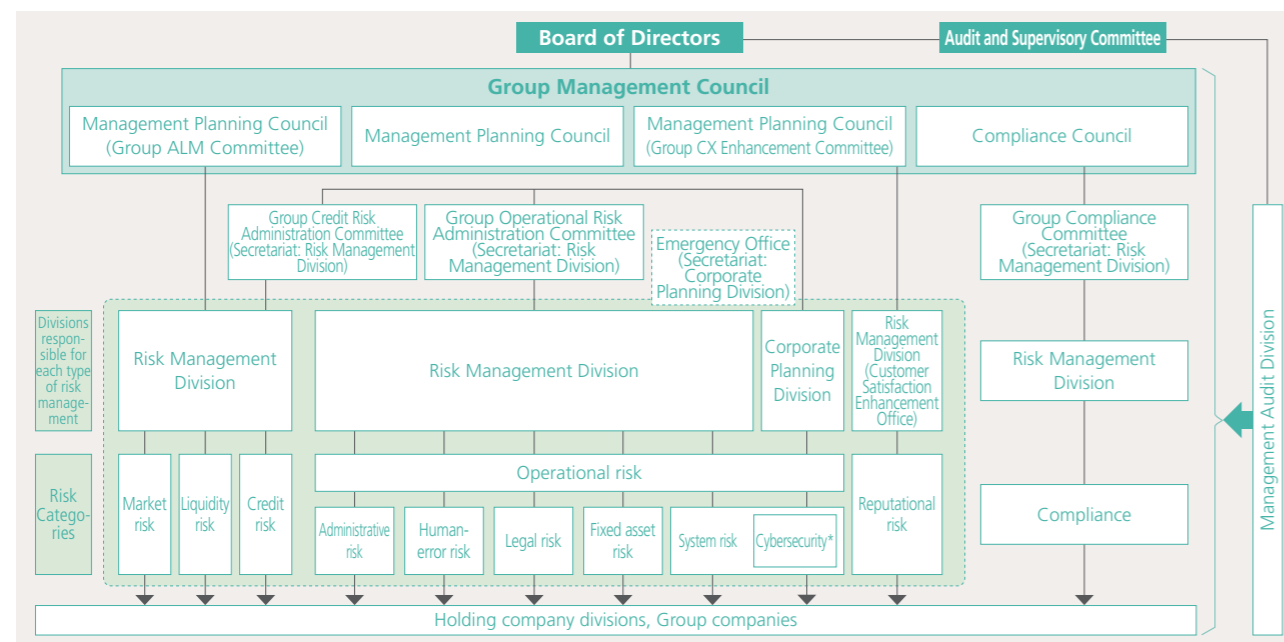 Board of Directors
Audit and Supervisory Committee
Group Management Council
Management Planning Council
(Group ALM Committee)
Management Planning Council
Management Planning Council
(Group CX Enhancement Committee)
Compliance Council
Group Credit Risk
Administration Committee
(Secretariat: Risk Management
Division)
Group Operational Risk
Administration Committee
(Secretariat: Risk
Management Division)
Emergency Office
(Secretariat:
Corporate
Planning Division)
Group Compliance
Committee
(Secretariat: Risk
Management Division)
Divisions
respon-
sible for
each type
of risk
manage-
ment
Risk Management
Division
Risk Management Division
Corporate
Planning
Division
Risk
Management
Division
(Customer
Satisfaction
Enhancement
Office)
Risk Management
Division
Management Audit Division
Risk
Catego-
ries
Market
risk
Liquidity
risk
Credit
risk
Operational risk
Administrative
risk
Human-
error risk
Legal risk
Fixed asset
risk
System risk
Cybersecurity*
Reputational
risk
Compliance
Holding company divisions, Group companies